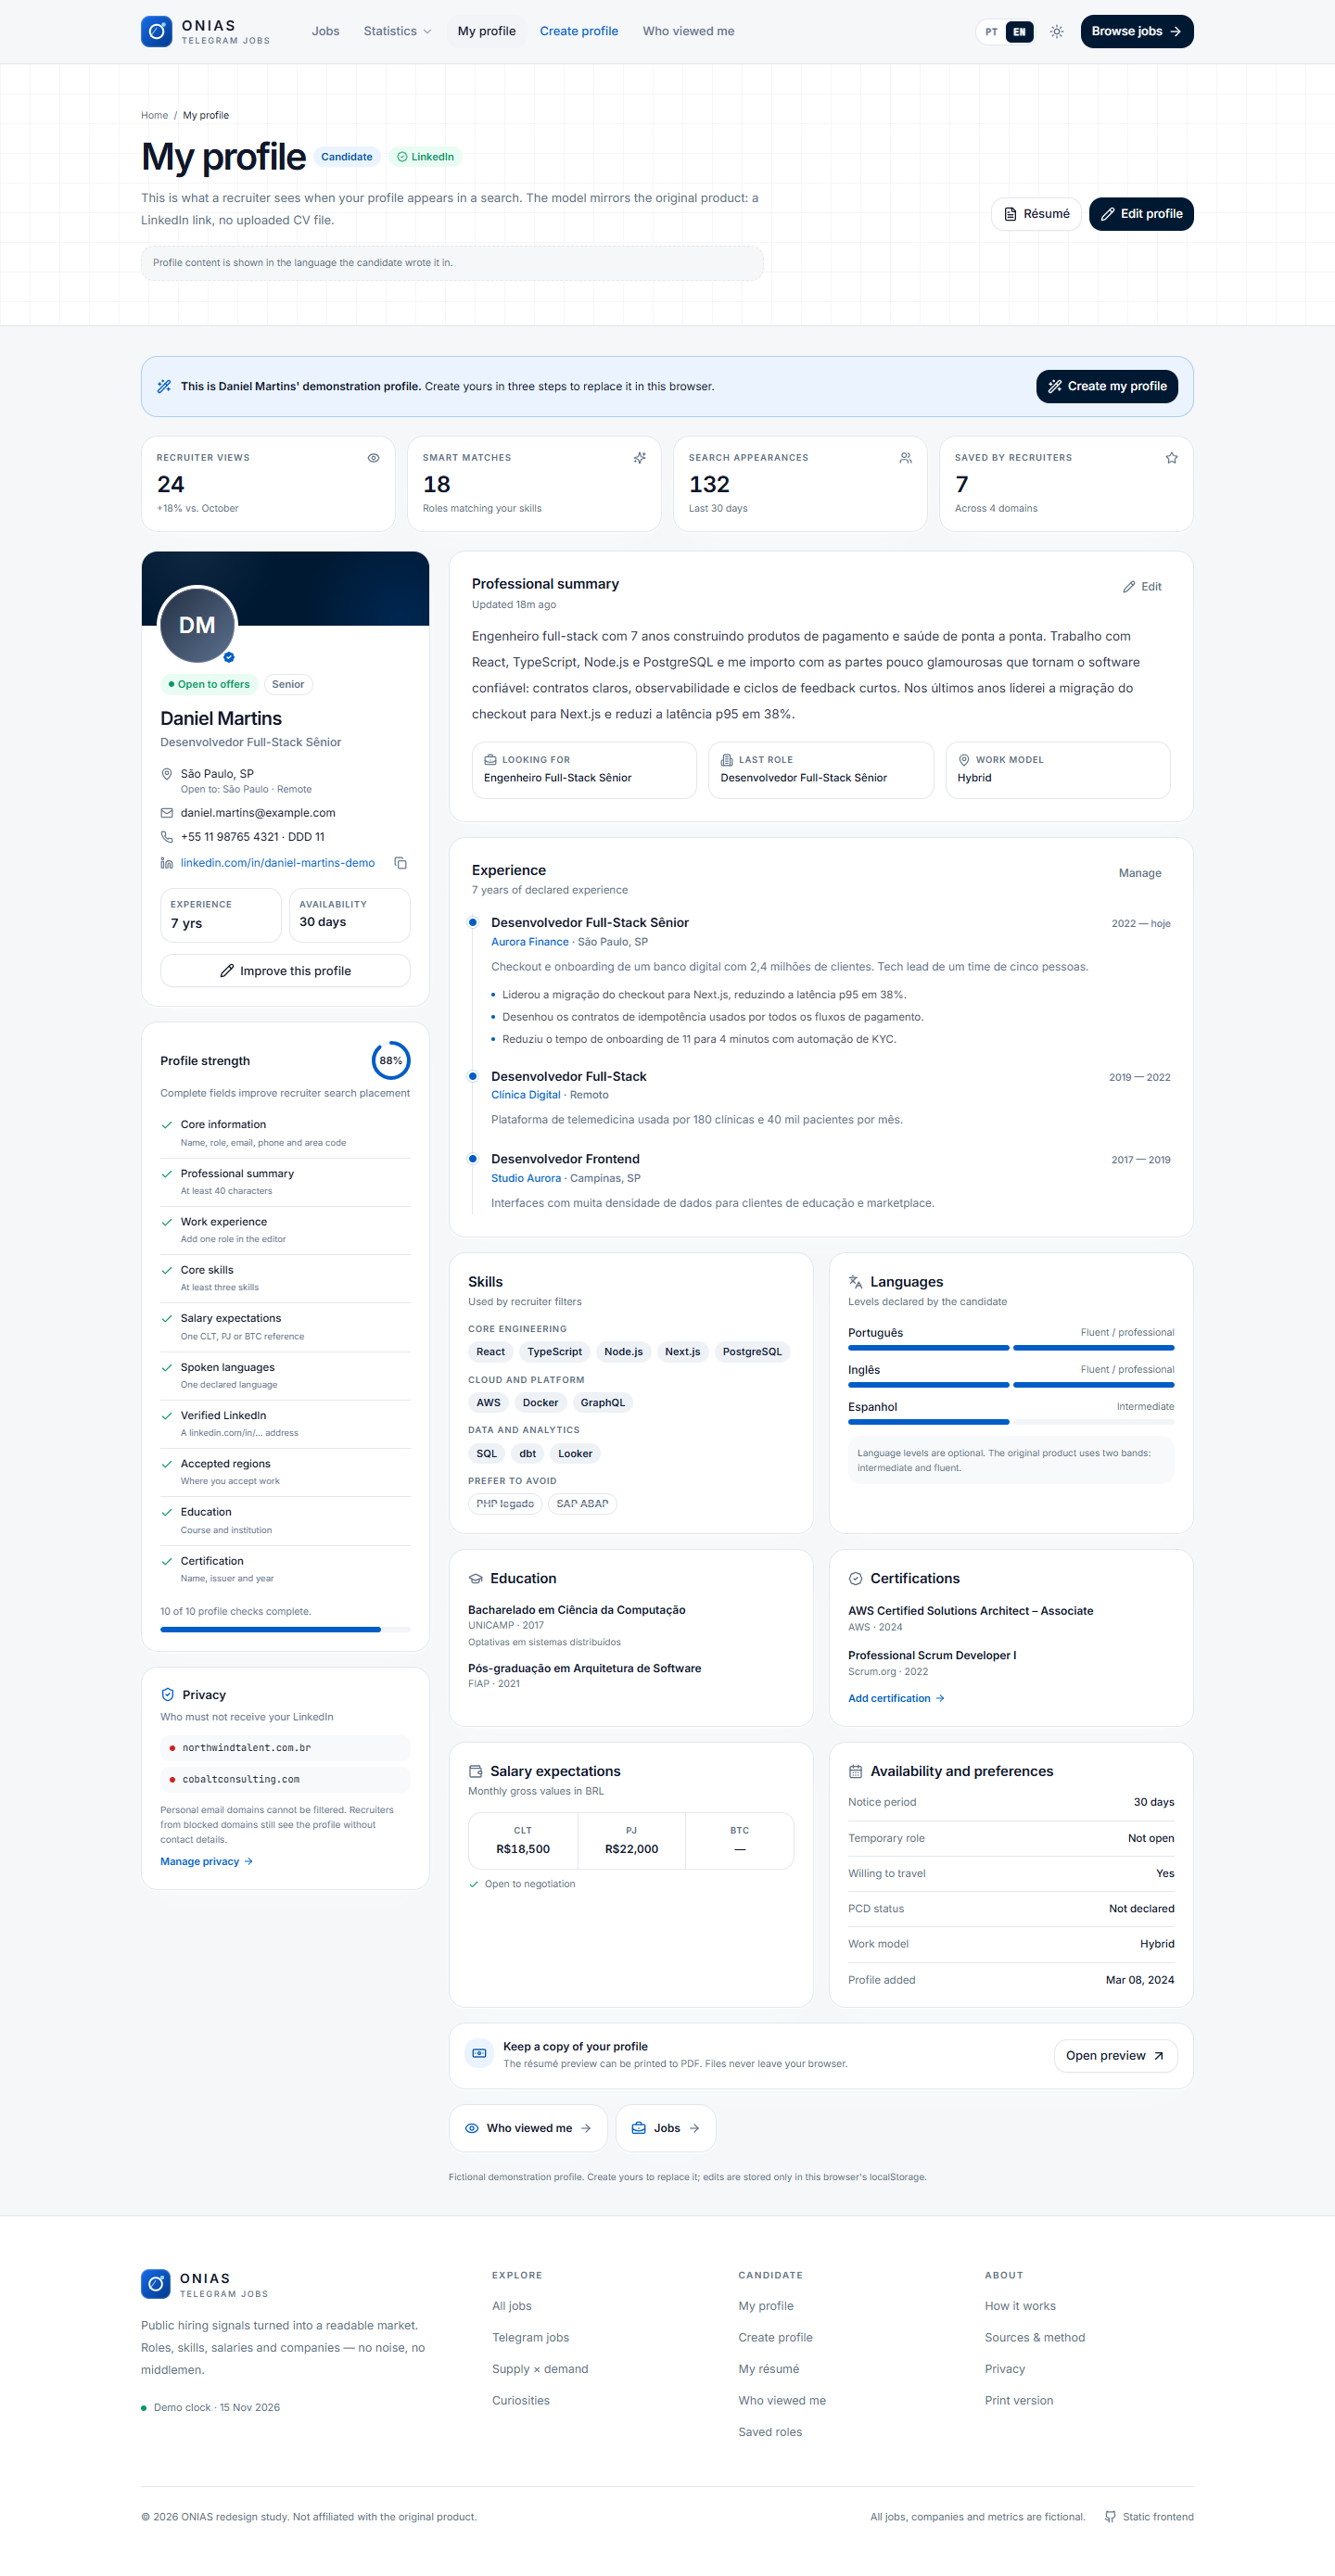 ONIAS
TELEGRAM JOBS
Jobs
Statistics
My profile
Create profile
Who viewed me
PT
EN
Browse jobs
Home / My profile
My profile
Candidate
LinkedIn
This is what a recruiter sees when your profile appears in a search. The model mirrors the original product: a
LinkedIn link, no uploaded CV file.
Résumé
Edit profile
Profile content is shown in the language the candidate wrote it in.
This is Daniel Martins' demonstration profile. Create yours in three steps to replace it in this browser.
Create my profile
RECRUITER VIEWS
24
+18% vs. October
SMART MATCHES
18
Roles matching your skills
SEARCH APPEARANCES
132
Last 30 days
SAVED BY RECRUITERS
7
Across 4 domains
DM
Open to offers
Senior
Daniel Martins
Desenvolvedor Full-Stack Sênior
São Paulo, SP
Open to: São Paulo · Remote
daniel.martins@example.com
+55 11 98765 4321 · DDD 11
linkedin.com/in/daniel-martins-demo
EXPERIENCE
7 yrs
AVAILABILITY
30 days
Improve this profile
Profile strength
88%
Complete fields improve recruiter search placement
Core information
Name, role, email, phone and area code
Professional summary
At least 40 characters
Work experience
Add one role in the editor
Core skills
At least three skills
Salary expectations
One CLT, PJ or BTC reference
Spoken languages
One declared language
Verified LinkedIn
A linkedin.com/in/... address
Accepted regions
Where you accept work
Education
Course and institution
Certification
Name, issuer and year
10 of 10 profile checks complete.
Privacy
Who must not receive your LinkedIn
northwindtalent.com.br
cobaltconsulting.com
Personal email domains cannot be filtered. Recruiters
from blocked domains still see the profile without
contact details.
Manage privacy
Professional summary
Updated 18m ago
Edit
Engenheiro full-stack com 7 anos construindo produtos de pagamento e saúde de ponta a ponta. Trabalho com
React, TypeScript, Node.js e PostgreSQL e me importo com as partes pouco glamourosas que tornam o software
confiável: contratos claros, observabilidade e ciclos de feedback curtos. Nos últimos anos liderei a migração do
checkout para Next.js e reduzi a latência p95 em 38%.
LOOKING FOR
Engenheiro Full-Stack Sênior
LAST ROLE
Desenvolvedor Full-Stack Sênior
WORK MODEL
Hybrid
Experience
7 years of declared experience
Manage
Desenvolvedor Full-Stack Sênior
2022 — hoje
Aurora Finance · São Paulo, SP
Checkout e onboarding de um banco digital com 2,4 milhões de clientes. Tech lead de um time de cinco pessoas.
Liderou a migração do checkout para Next.js, reduzindo a latência p95 em 38%.
Desenhou os contratos de idempotência usados por todos os fluxos de pagamento.
Reduziu o tempo de onboarding de 11 para 4 minutos com automação de KYC.
Desenvolvedor Full-Stack
2019 — 2022
Clínica Digital · Remoto
Plataforma de telemedicina usada por 180 clínicas e 40 mil pacientes por mês.
Desenvolvedor Frontend
2017 — 2019
Studio Aurora · Campinas, SP
Interfaces com muita densidade de dados para clientes de educação e marketplace.
Skills
Used by recruiter filters
CORE ENGINEERING
React TypeScript Node.js Next.js PostgreSQL
CLOUD AND PLATFORM
AWS Docker GraphQL
DATA AND ANALYTICS
SQL dbt Looker
PREFER TO AVOID
PHP legado SAP ABAP
Languages
Levels declared by the candidate
Português Fluent / professional
Inglês Fluent / professional
Espanhol Intermediate
Language levels are optional. The original product uses two bands:
intermediate and fluent.
Education
Bacharelado em Ciência da Computação
UNICAMP · 2017
Optativas em sistemas distribuídos
Pós-graduação em Arquitetura de Software
FIAP · 2021
Certifications
AWS Certified Solutions Architect – Associate
AWS · 2024
Professional Scrum Developer I
Scrum.org · 2022
Add certification
Salary expectations
Monthly gross values in BRL
CLT
R$18,500
PJ
R$22,000
BTC
—
Open to negotiation
Availability and preferences
Notice period 30 days
Temporary role Not open
Willing to travel Yes
PCD status Not declared
Work model Hybrid
Profile added Mar 08, 2024
Keep a copy of your profile
The résumé preview can be printed to PDF. Files never leave your browser.
Open preview
Who viewed me
Jobs
Fictional demonstration profile. Create yours to replace it; edits are stored only in this browser's localStorage.
ONIAS
TELEGRAM JOBS
Public hiring signals turned into a readable market.
Roles, skills, salaries and companies — no noise, no
middlemen.
Demo clock · 15 Nov 2026
EXPLORE
All jobs
Telegram jobs
Supply × demand
Curiosities
CANDIDATE
My profile
Create profile
My résumé
Who viewed me
Saved roles
ABOUT
How it works
Sources & method
Privacy
Print version
© 2026 ONIAS redesign study. Not affiliated with the original product.
All jobs, companies and metrics are fictional.
Static frontend